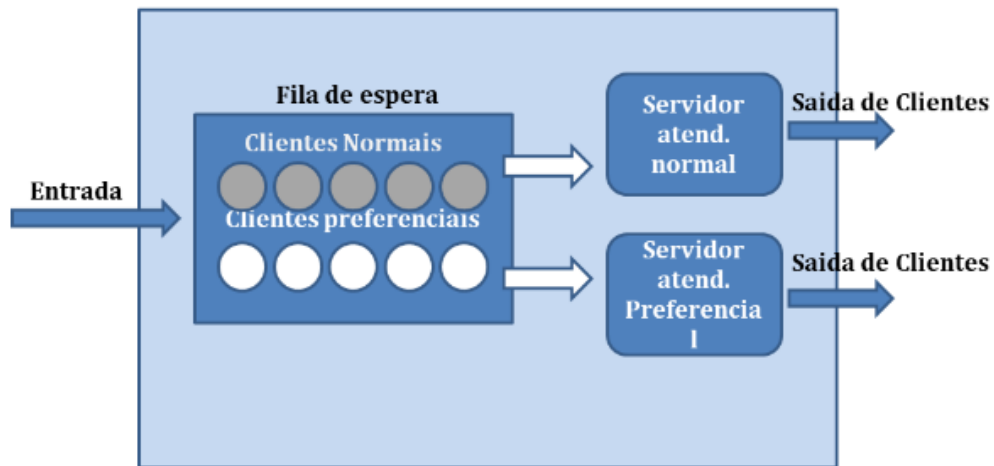 Fila de espera
Clientes Normais
Clientes preferenciais
Entrada
Servidor
atend.
normal
Saida de Clientes
Servidor
atend.
Preferencia
l
Saida de Clientes